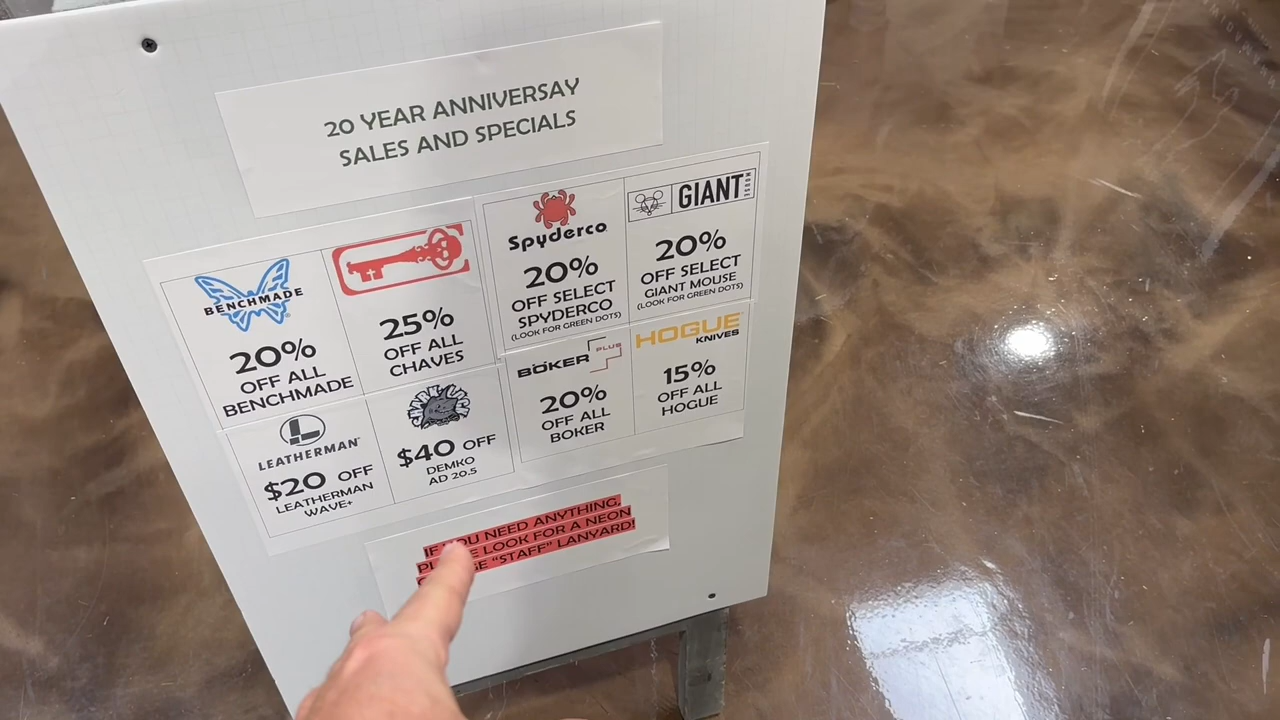 20 YEAR ANNIVERSAY
SALES AND SPECIALS
BENCHMADE
20%
OFF ALL
BENCHMADE
25%
OFF ALL
CHAVES
Spyderco
20%
OFF SELECT
SPYDERCO
(LOOK FOR GREEN DOTS)
GIANT
20%
OFF SELECT
GIANT MOUSE
(LOOK FOR GREEN DOTS)
LEATHERMAN
$20 OFF
LEATHERMAN
WAVE+
$40 OFF
DEMKO
AD 20.5
BÖKER PLUS
20%
OFF ALL
BOKER
HOGUE
KNIVES
15%
OFF ALL
HOGUE
IF YOU NEED ANYTHING,
LOOK FOR A NEON
"STAFF" LANYARD!